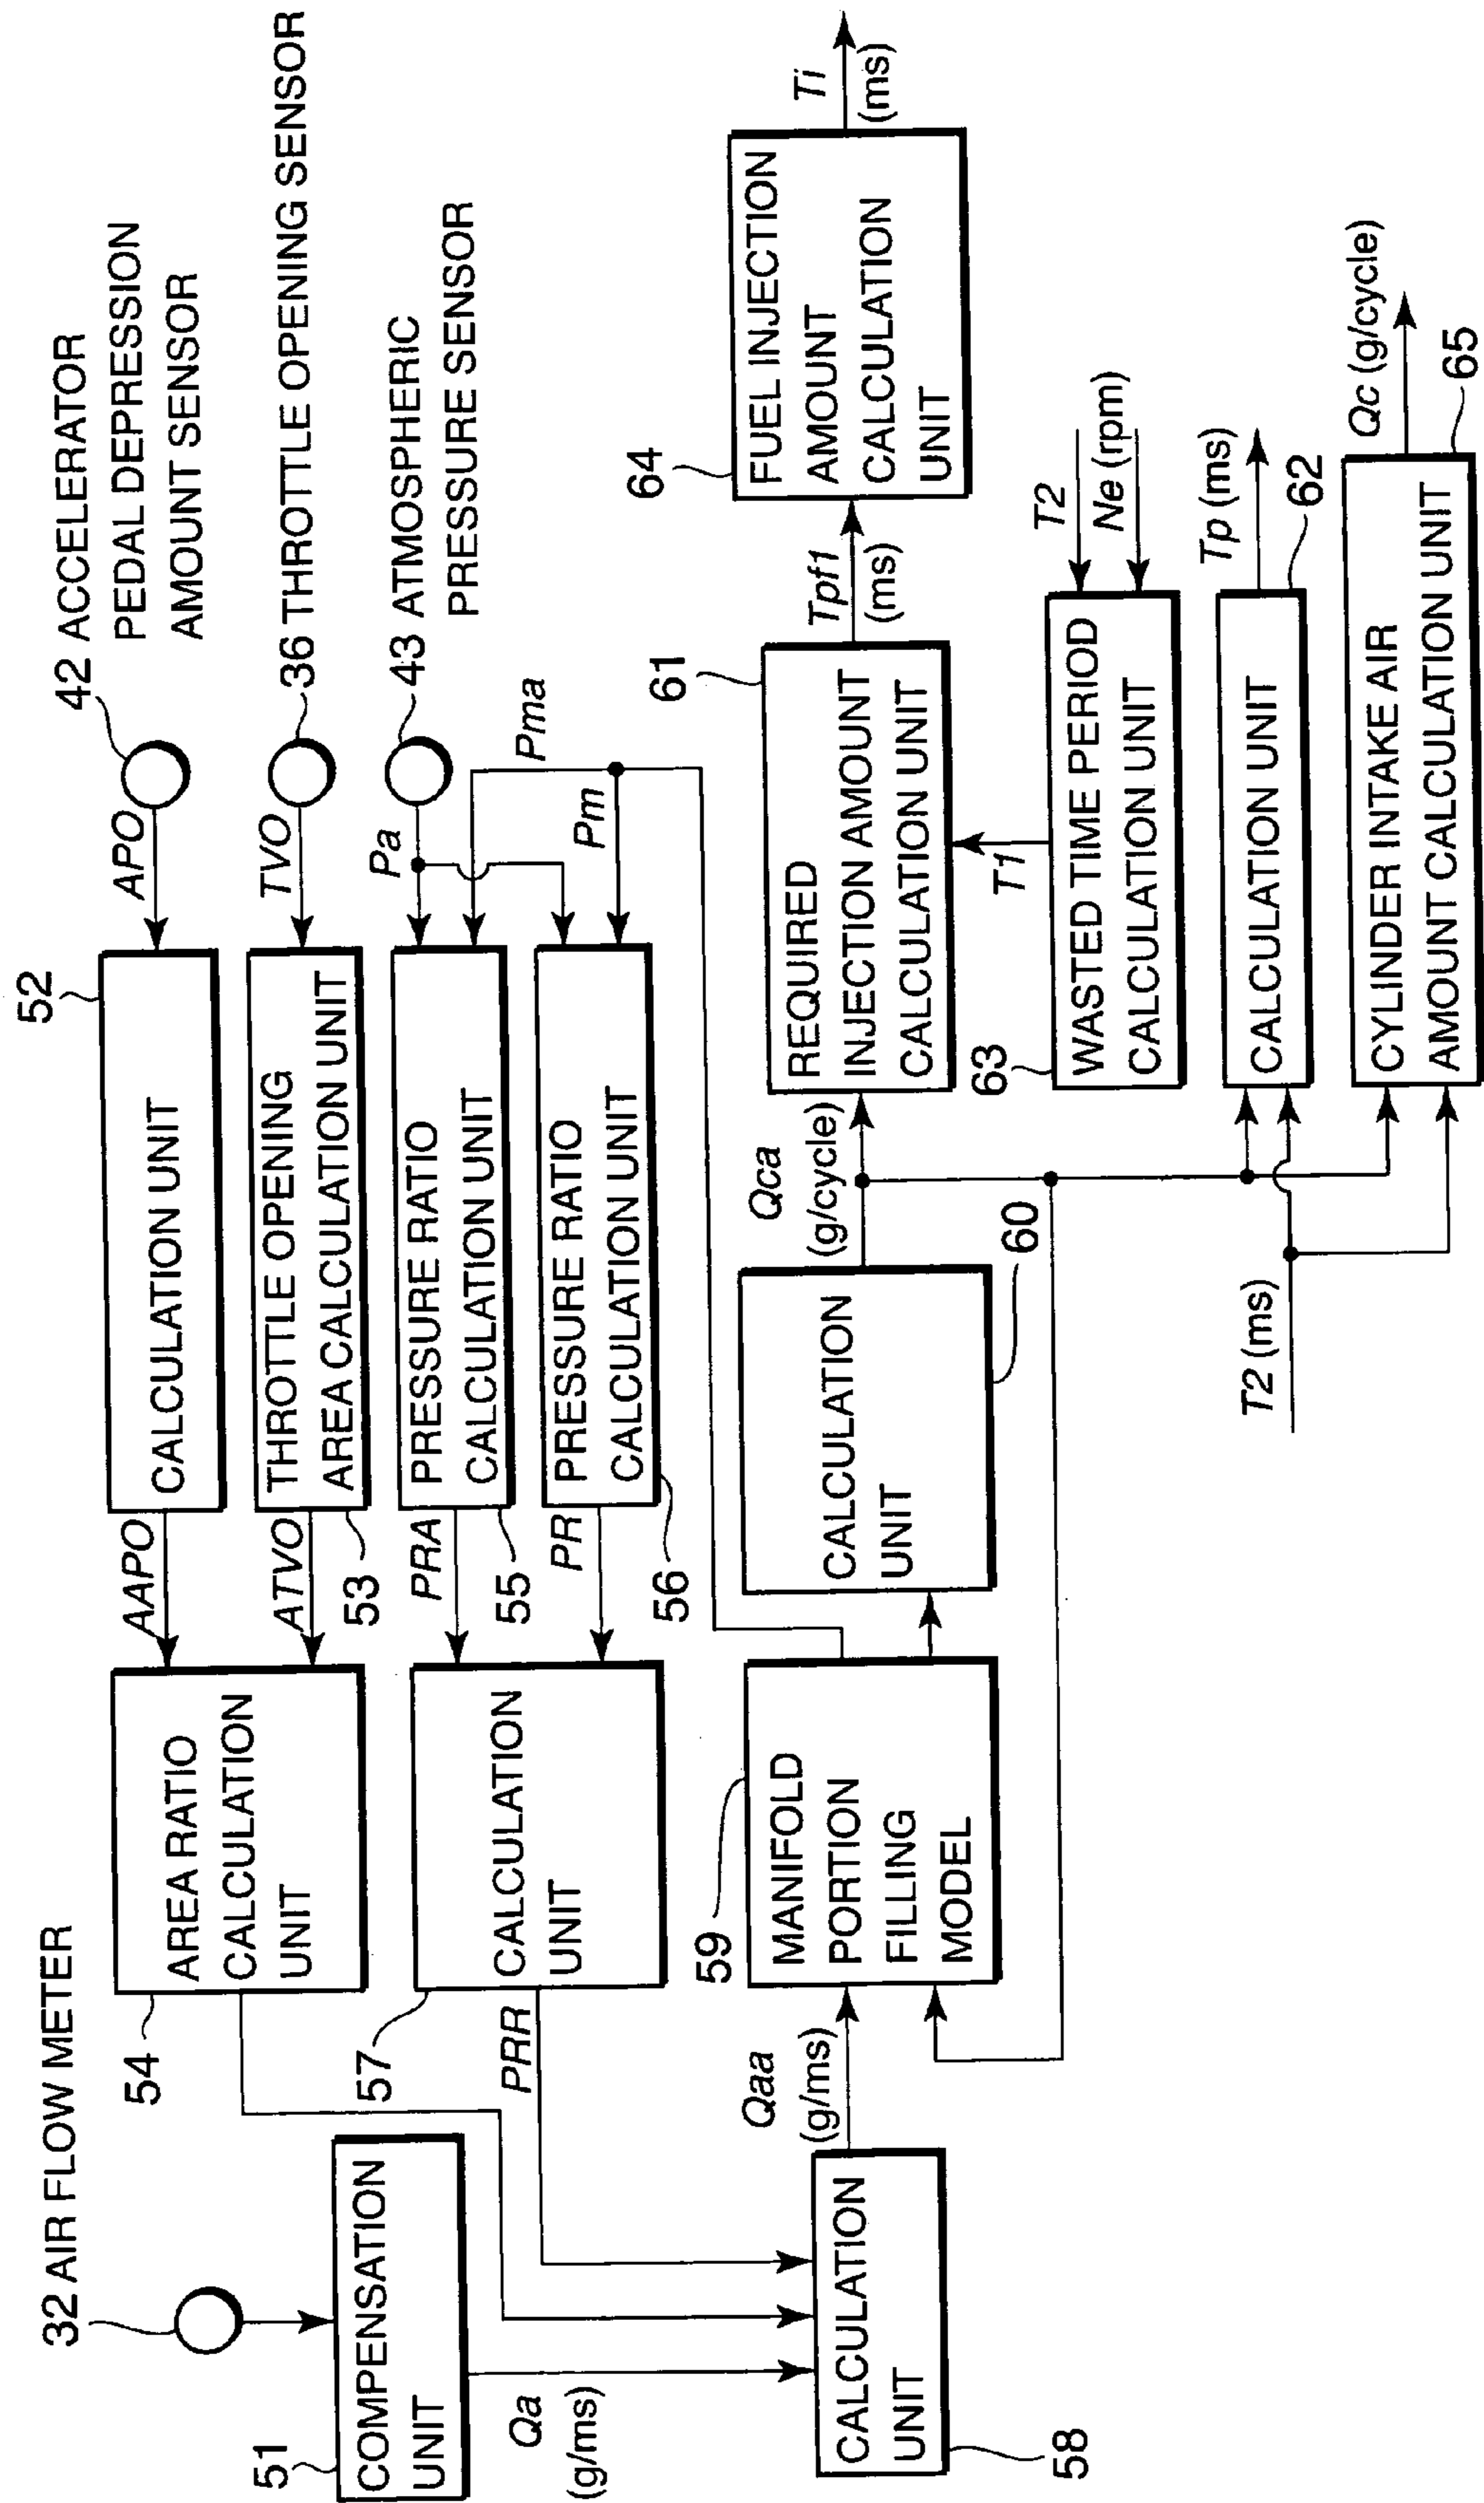 32 AIR FLOW METER
42 ACCELERATOR
PEDAL DEPRESSION
AMOUNT SENSOR
36 THROTTLE OPENING SENSOR
43 ATMOSPHERIC
PRESSURE SENSOR
51
COMPENSATION
UNIT
Qa
(g/ms)
54
AREA RATIO
CALCULATION
UNIT
AAPO
ATVO
52
CALCULATION UNIT
APO
53
THROTTLE OPENING
AREA CALCULATION UNIT
TVO
57
CALCULATION
UNIT
PRR
PRA
PR
55
PRESSURE RATIO
CALCULATION UNIT
Pa
Pma
56
PRESSURE RATIO
CALCULATION UNIT
Pm
58
CALCULATION
UNIT
Qaa
(g/ms)
59
MANIFOLD
PORTION
FILLING
MODEL
60
CALCULATION
UNIT
Qca
(g/cycle)
61
REQUIRED
INJECTION AMOUNT
CALCULATION UNIT
Tpf1
(ms)
64
FUEL INJECTION
AMOUNT
CALCULATION
UNIT
Ti
(ms)
T1
63
WASTED TIME PERIOD
CALCULATION UNIT
T2
Ne (rpm)
T2 (ms)
CALCULATION UNIT
62
Tp (ms)
CYLINDER INTAKE AIR
AMOUNT CALCULATION UNIT
65
Qc (g/cycle)